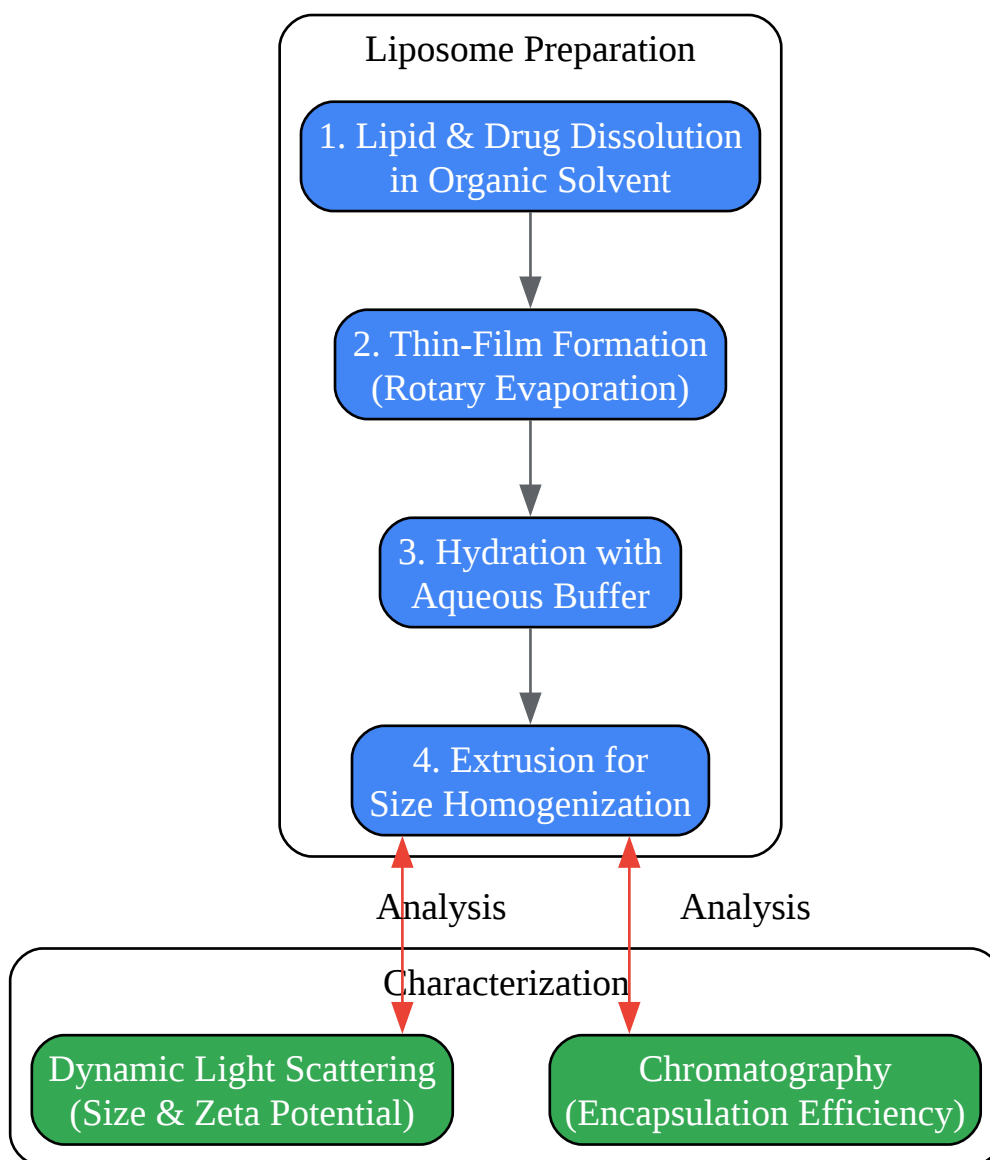 Liposome Preparation
1. Lipid & Drug Dissolution
in Organic Solvent
2. Thin-Film Formation
(Rotary Evaporation)
3. Hydration with
Aqueous Buffer
4. Extrusion for
Size Homogenization
Analysis
Analysis
Characterization
Dynamic Light Scattering
(Size & Zeta Potential)
Chromatography
(Encapsulation Efficiency)